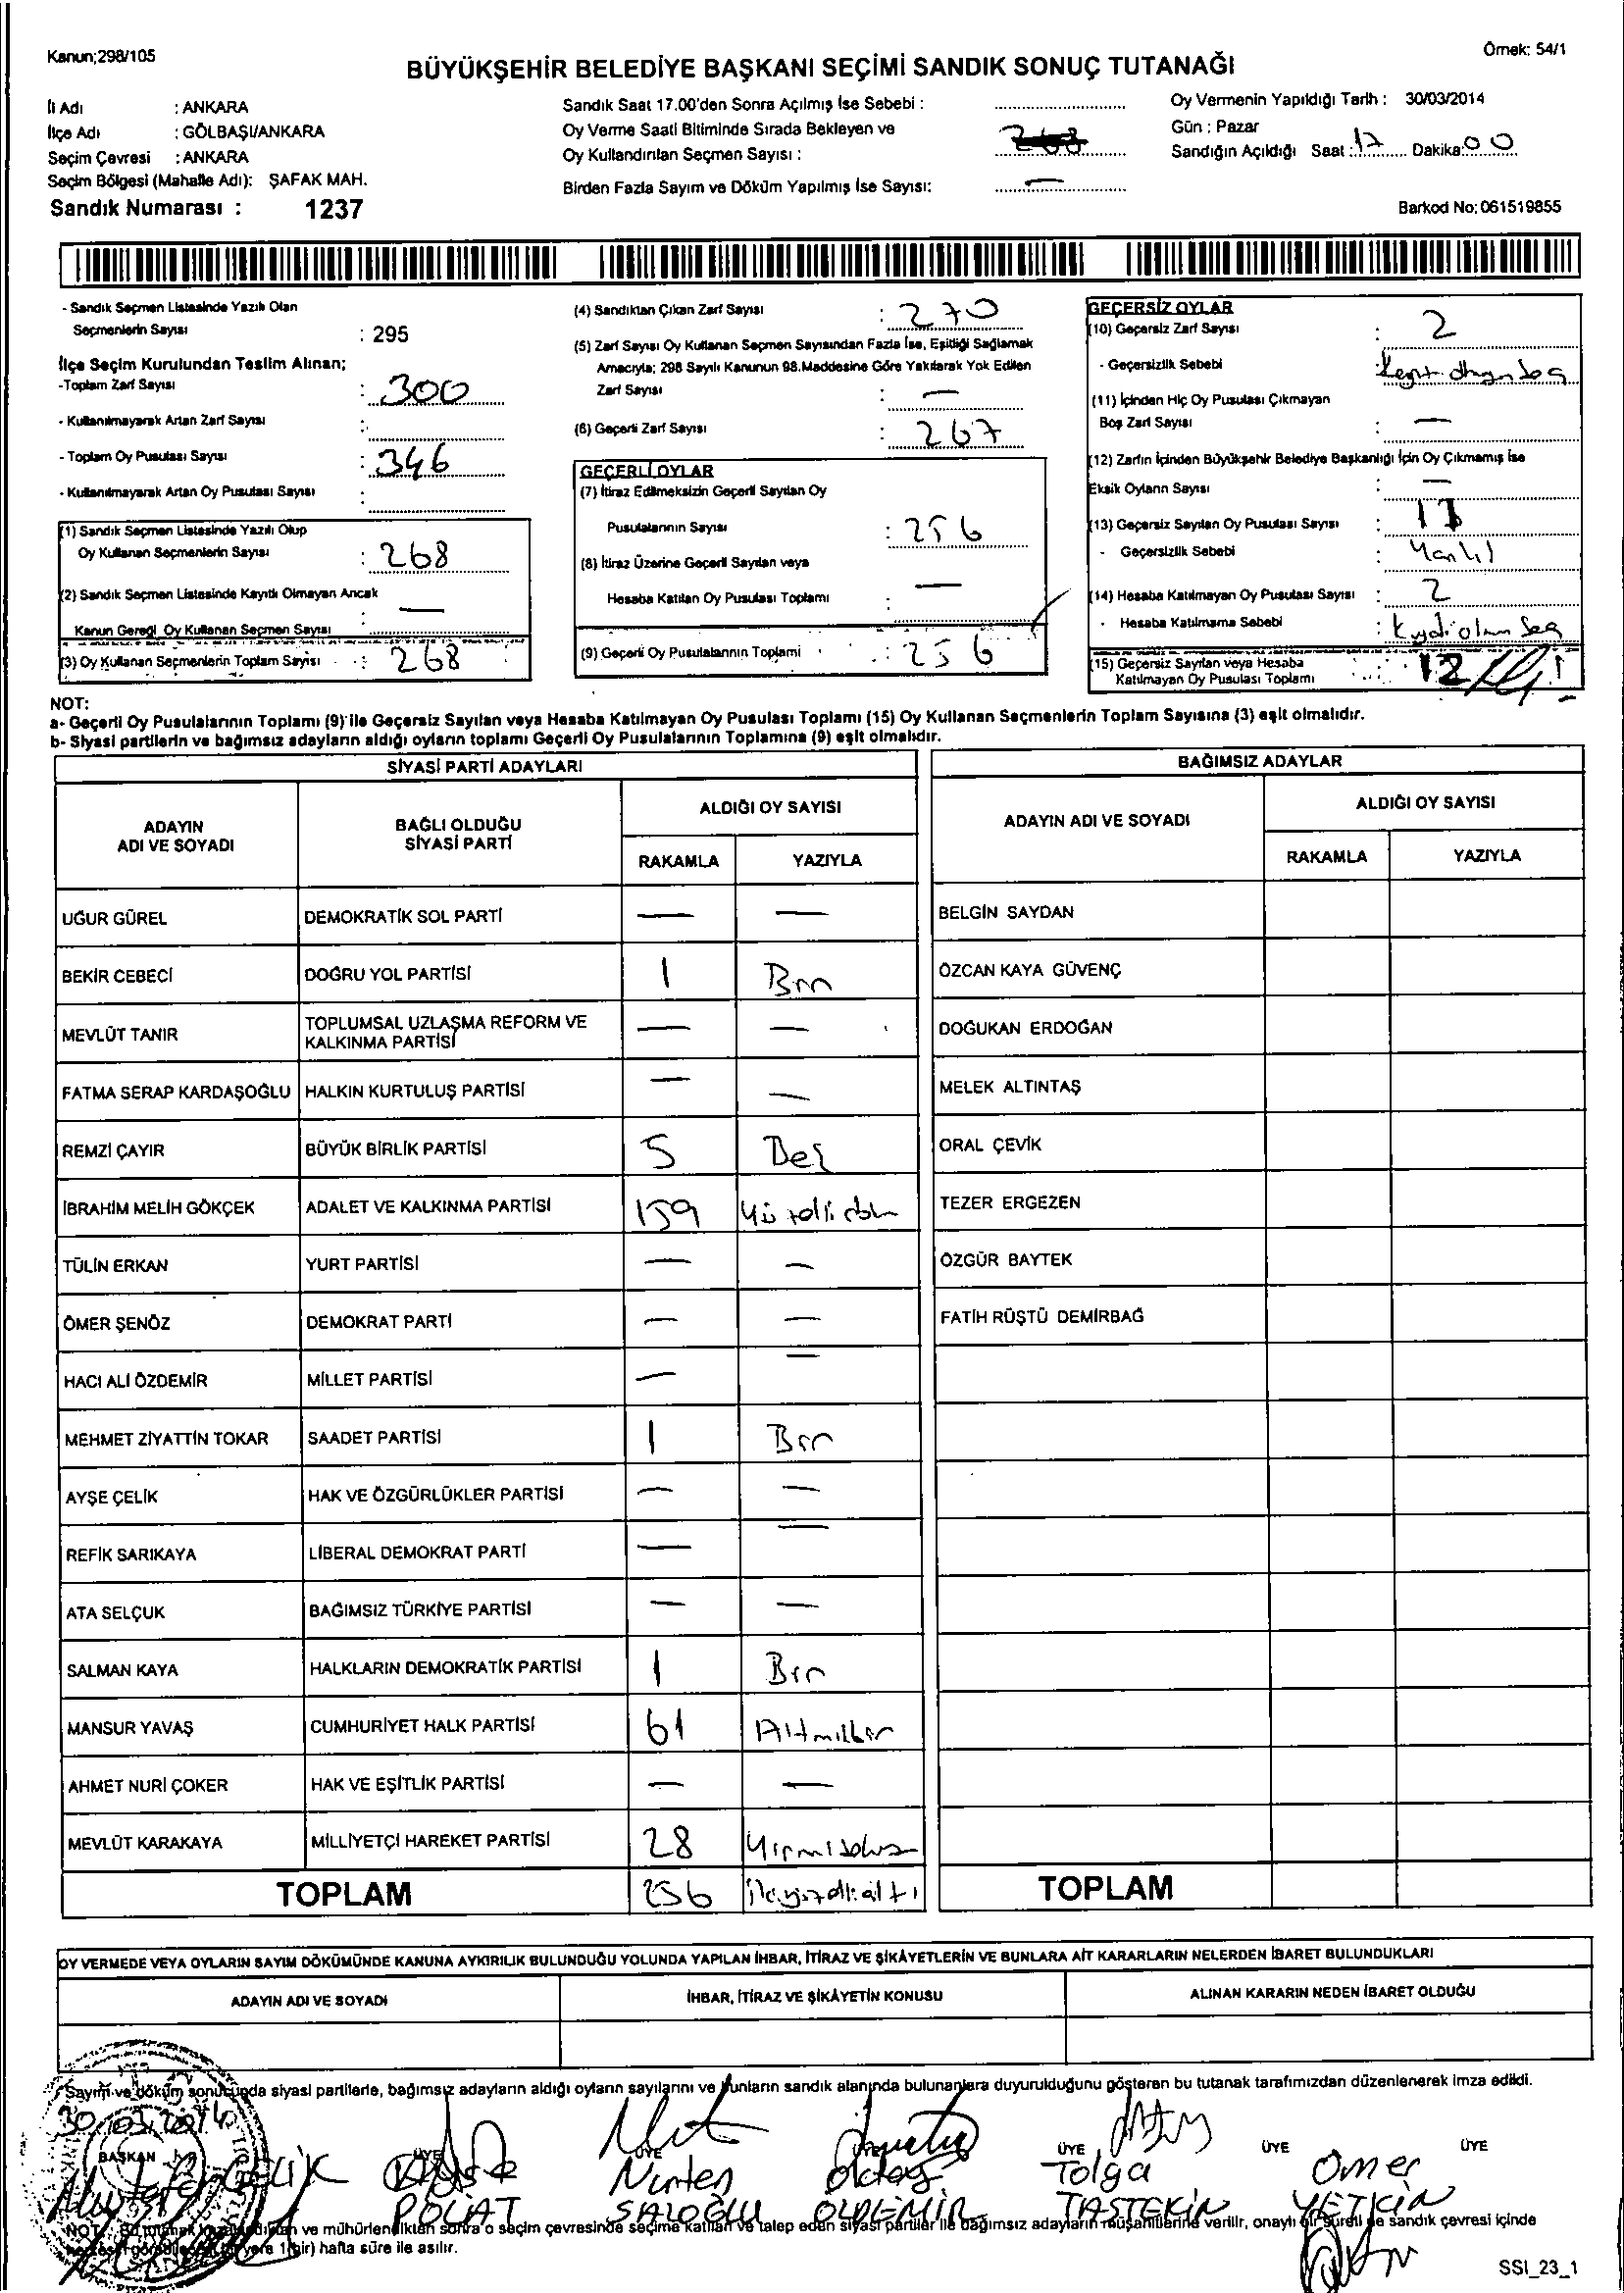 Kanun;298/105
Örnek: 54/1
BÜYÜKŞEHİR BELEDİYE BAŞKANI SEÇİMİ SANDIK SONUÇ TUTANAĞI
İl Adı : ANKARA
İlçe Adı : GÖLBAŞI/ANKARA
Seçim Çevresi : ANKARA
Seçim Bölgesi (Mahalle Adı): ŞAFAK MAH.
Sandık Numarası : 1237
Sandık Saat 17.00'den Sonra Açılmış İse Sebebi :
Oy Verme Saati Bitiminde Sırada Bekleyen ve
Oy Kullandırılan Seçmen Sayısı :
Birden Fazla Sayım ve Döküm Yapılmış İse Sayısı: —
Oy Vermenin Yapıldığı Tarih : 30/03/2014
Gün : Pazar
Sandığın Açıldığı Saat : 17 Dakika: 00
Barkod No: 061519855
- Sandık Seçmen Listesinde Yazılı Olan
Seçmenlerin Sayısı : 295
İlçe Seçim Kurulundan Teslim Alınan;
-Toplam Zarf Sayısı : 300
- Kullanılmayarak Artan Zarf Sayısı :
- Toplam Oy Pusulası Sayısı : 346
- Kullanılmayarak Artan Oy Pusulası Sayısı :
(1) Sandık Seçmen Listesinde Yazılı Olup
Oy Kullanan Seçmenlerin Sayısı : 268
(2) Sandık Seçmen Listesinde Kayıtlı Olmayan Ancak
Kanun Gereği Oy Kullanan Seçmen Sayısı : —
(3) Oy Kullanan Seçmenlerin Toplam Sayısı : 268
(4) Sandıktan Çıkan Zarf Sayısı : 270
(5) Zarf Sayısı Oy Kullanan Seçmen Sayısından Fazla İse, Eşitliği Sağlamak
Amacıyla; 298 Sayılı Kanunun 98.Maddesine Göre Yakılarak Yok Edilen
Zarf Sayısı : —
(6) Geçerli Zarf Sayısı : 267
GEÇERLİ OYLAR
(7) İtiraz Edilmeksizin Geçerli Sayılan Oy
Pusulalarının Sayısı : 256
(8) İtiraz Üzerine Geçerli Sayılan veya
Hesaba Katılan Oy Pusulası Toplamı : —
(9) Geçerli Oy Pusulalarının Toplamı : 256
GEÇERSİZ OYLAR
(10) Geçersiz Zarf Sayısı : 2
- Geçersizlik Sebebi :
(11) İçinden Hiç Oy Pusulası Çıkmayan
Boş Zarf Sayısı : —
(12) Zarfın İçinden Büyükşehir Belediye Başkanlığı İçin Oy Çıkmamış İse
Eksik Oyların Sayısı : —
(13) Geçersiz Sayılan Oy Pusulası Sayısı :
- Geçersizlik Sebebi :
(14) Hesaba Katılmayan Oy Pusulası Sayısı : 2
- Hesaba Katılmama Sebebi :
(15) Geçersiz Sayılan veya Hesaba
Katılmayan Oy Pusulası Toplamı : 12
NOT:
a- Geçerli Oy Pusulalarının Toplamı (9) ile Geçersiz Sayılan veya Hesaba Katılmayan Oy Pusulası Toplamı (15) Oy Kullanan Seçmenlerin Toplam Sayısına (3) eşit olmalıdır.
b- Siyasi partilerin ve bağımsız adayların aldığı oyların toplamı Geçerli Oy Pusulalarının Toplamına (9) eşit olmalıdır.
SİYASİ PARTİ ADAYLARI
ADAYIN ADI VE SOYADI
BAĞLI OLDUĞU SİYASİ PARTİ
ALDIĞI OY SAYISI
RAKAMLA YAZIYLA
UĞUR GÜREL DEMOKRATİK SOL PARTİ — —
BEKİR CEBECİ DOĞRU YOL PARTİSİ 1 Bir
MEVLÜT TANIR TOPLUMSAL UZLAŞMA REFORM VE KALKINMA PARTİSİ — —
FATMA SERAP KARDAŞOĞLU HALKIN KURTULUŞ PARTİSİ — —
REMZİ ÇAYIR BÜYÜK BİRLİK PARTİSİ 5 Beş
İBRAHİM MELİH GÖKÇEK ADALET VE KALKINMA PARTİSİ 159
TÜLİN ERKAN YURT PARTİSİ — —
ÖMER ŞENÖZ DEMOKRAT PARTİ — —
HACI ALİ ÖZDEMİR MİLLET PARTİSİ — —
MEHMET ZİYATTİN TOKAR SAADET PARTİSİ 1 Bir
AYŞE ÇELİK HAK VE ÖZGÜRLÜKLER PARTİSİ — —
REFİK SARIKAYA LİBERAL DEMOKRAT PARTİ — —
ATA SELÇUK BAĞIMSIZ TÜRKİYE PARTİSİ — —
SALMAN KAYA HALKLARIN DEMOKRATİK PARTİSİ 1 Bir
MANSUR YAVAŞ CUMHURİYET HALK PARTİSİ 61 Altmışbir
AHMET NURİ ÇOKER HAK VE EŞİTLİK PARTİSİ — —
MEVLÜT KARAKAYA MİLLİYETÇİ HAREKET PARTİSİ 28 Yirmisekiz
TOPLAM 256 ikiyüzellialtı
BAĞIMSIZ ADAYLAR
ADAYIN ADI VE SOYADI
ALDIĞI OY SAYISI
RAKAMLA YAZIYLA
BELGİN SAYDAN
ÖZCAN KAYA GÜVENÇ
DOĞUKAN ERDOĞAN
MELEK ALTINTAŞ
ORAL ÇEVİK
TEZER ERGEZEN
ÖZGÜR BAYTEK
FATİH RÜŞTÜ DEMİRBAĞ
TOPLAM
OY VERMEDE VEYA OYLARIN SAYIM DÖKÜMÜNDE KANUNA AYKIRILIK BULUNDUĞU YOLUNDA YAPILAN İHBAR, İTİRAZ VE ŞİKÂYETLERİN VE BUNLARA AİT KARARLARIN NELERDEN İBARET BULUNDUKLARI
ADAYIN ADI VE SOYADI
İHBAR, İTİRAZ VE ŞİKÂYETİN KONUSU
ALINAN KARARIN NEDEN İBARET OLDUĞU
Sayım ve döküm sonucunda siyasi partilerle, bağımsız adayların aldığı oyların sayılarını ve bunların sandık alanında bulunanlara duyurulduğunu gösteren bu tutanak tarafımızdan düzenlenerek imza edildi.
30.03.2014
BAŞKAN ÜYE ÜYE ÜYE ÜYE ÜYE
POLAT
Nurten SALOĞLU
Oktay
Tolga TAŞTEKİN
Ömer YETKİN
ve mühürlendikten sonra o seçim çevresinde seçime katılan ve talep eden siyasi partiler ile bağımsız adayların müşahitlerine verilir, onaylı bir sureti de sandık çevresi içinde
yere 1(bir) hafta süre ile asılır.
SSI_23_1